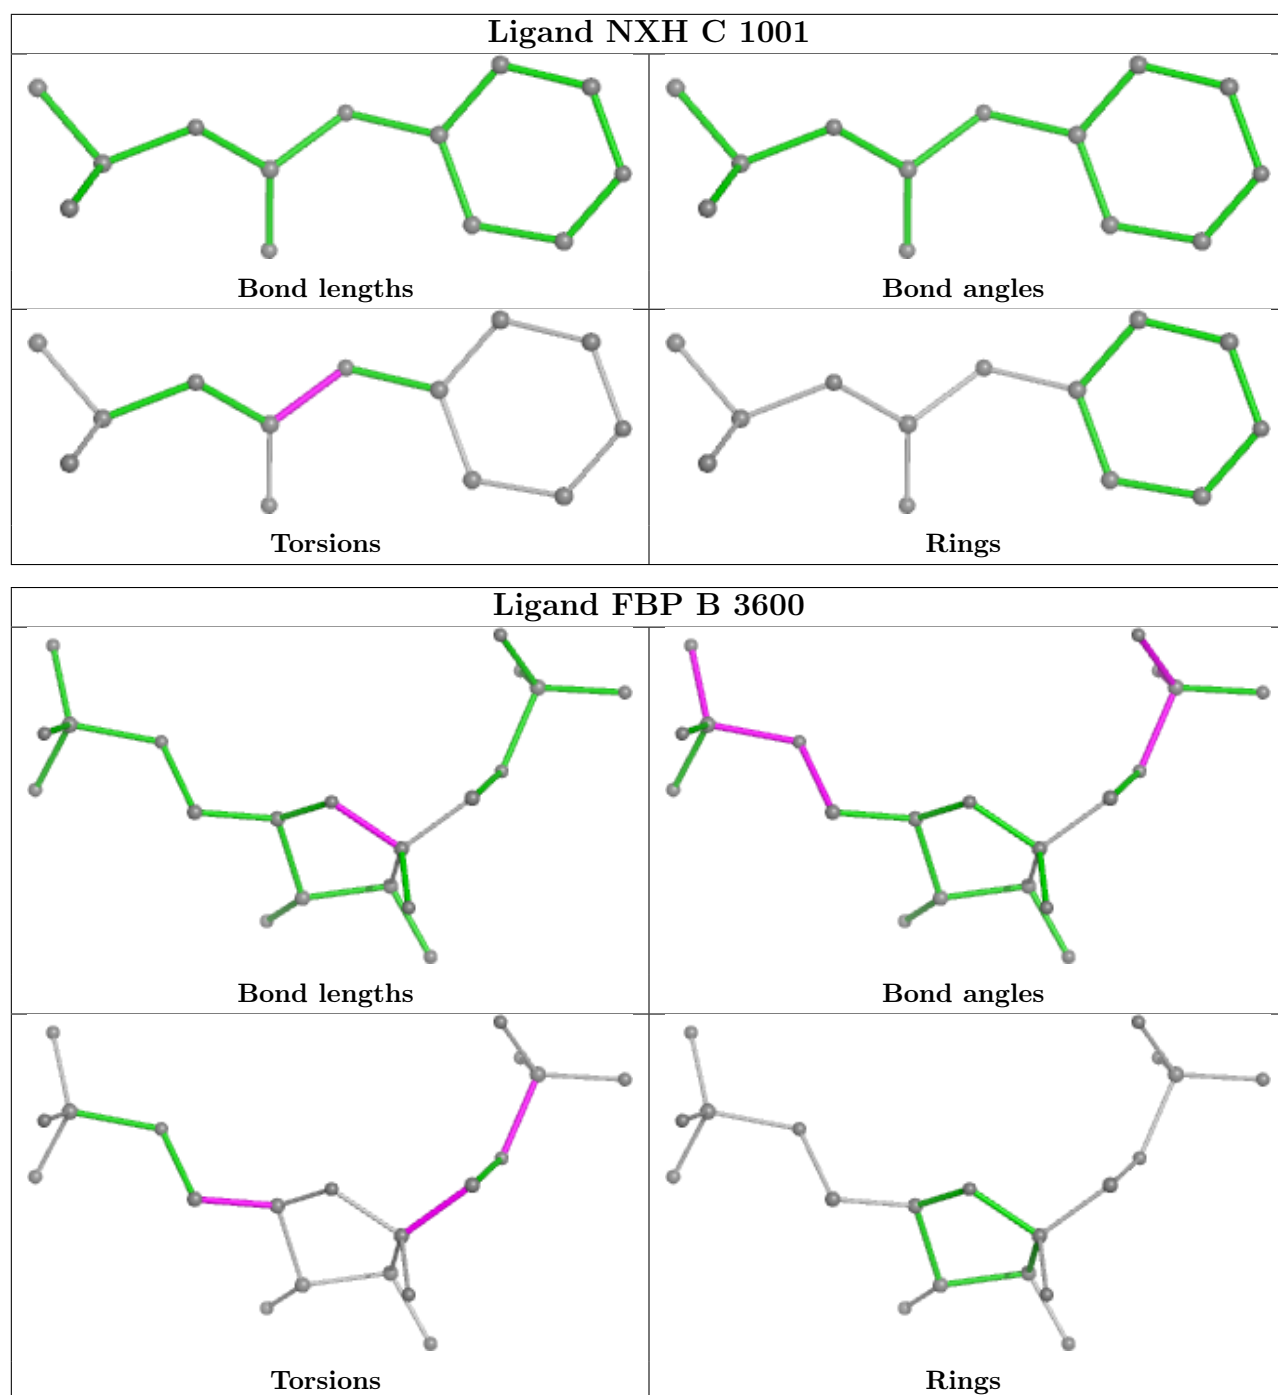 Ligand NXH C 1001
Bond lengths
Bond angles
Torsions
Rings
Ligand FBP B 3600
Bond lengths
Bond angles
Torsions
Rings